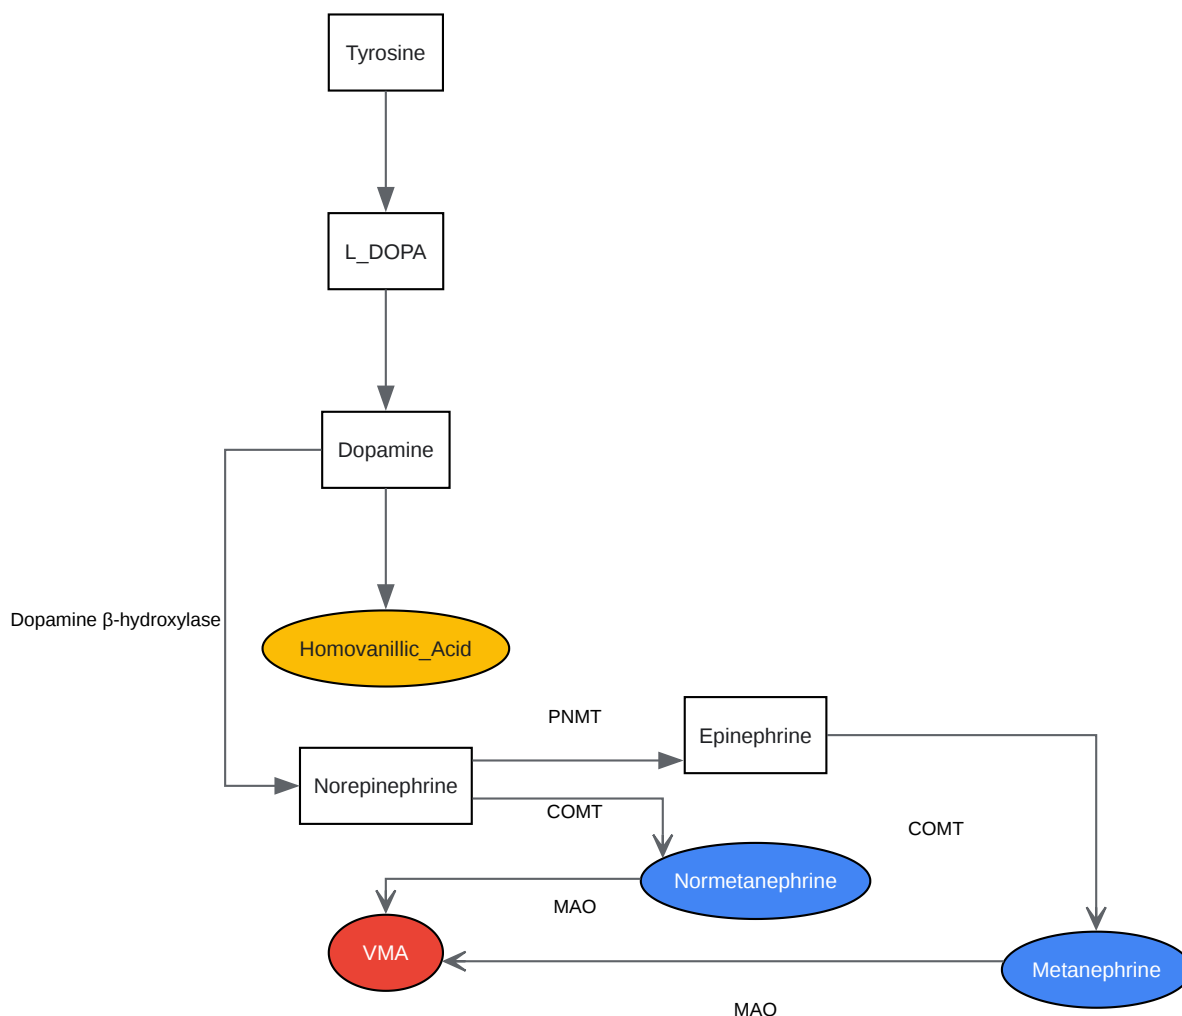 Tyrosine
L_DOPA
Dopamine
Dopamine β-hydroxylase
Homovanillic_Acid
PNMT
Epinephrine
Norepinephrine
COMT
COMT
Normetanephrine
MAO
VMA
Metanephrine
MAO